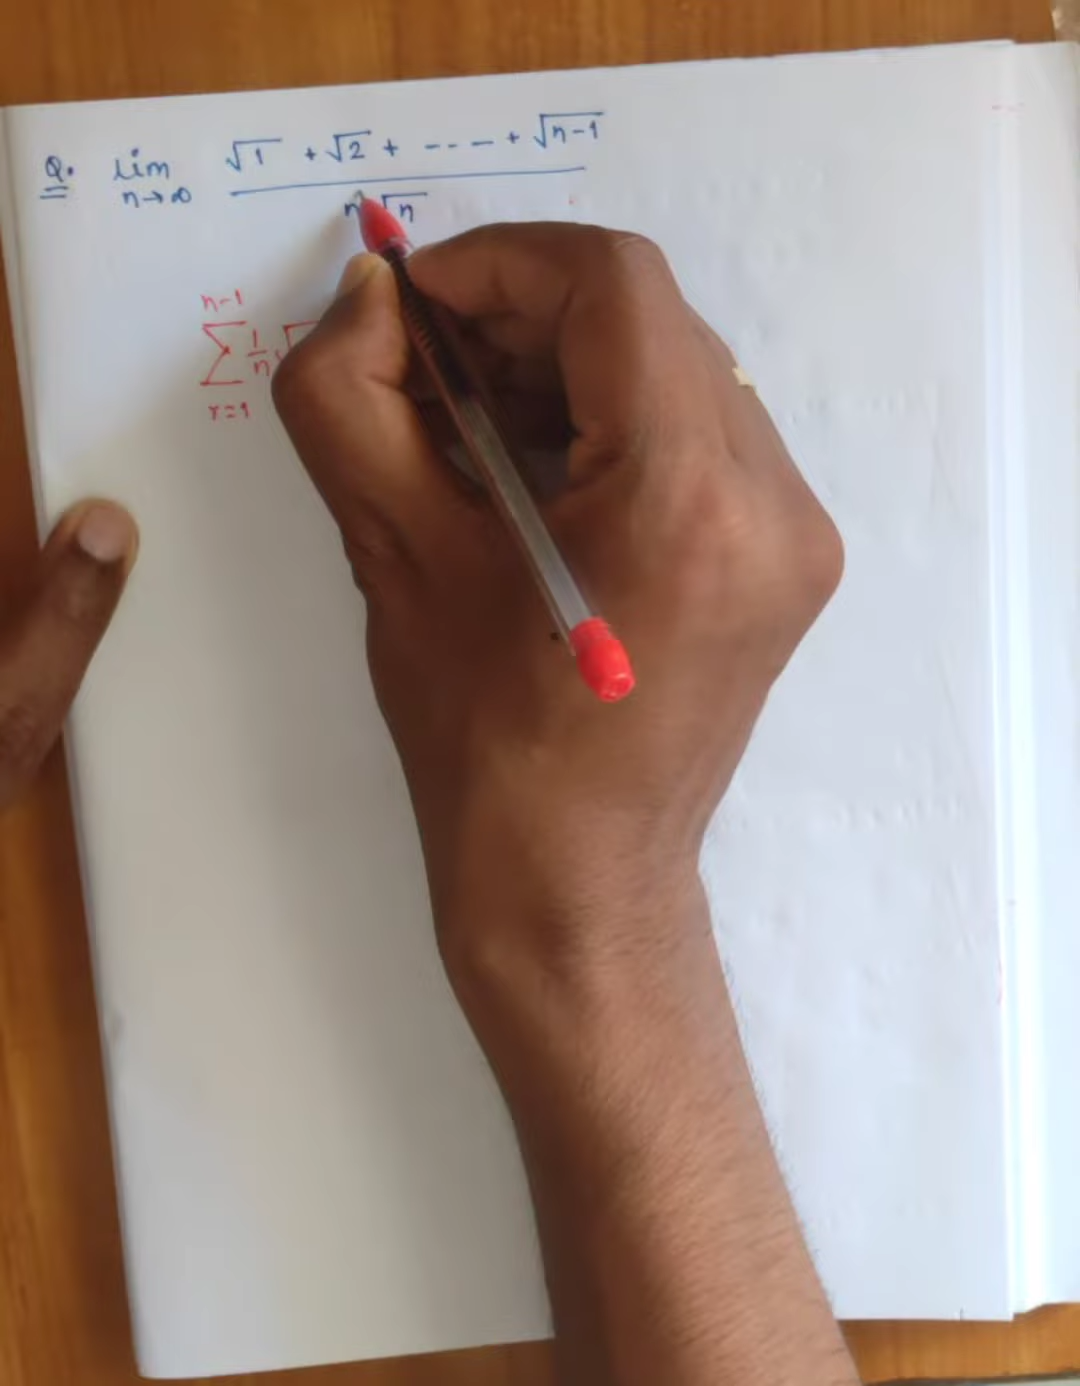 Q. lim n→∞ √1 + √2 + ---- + √n-1
n √n
n-1
∑ 1/n . √
r=1